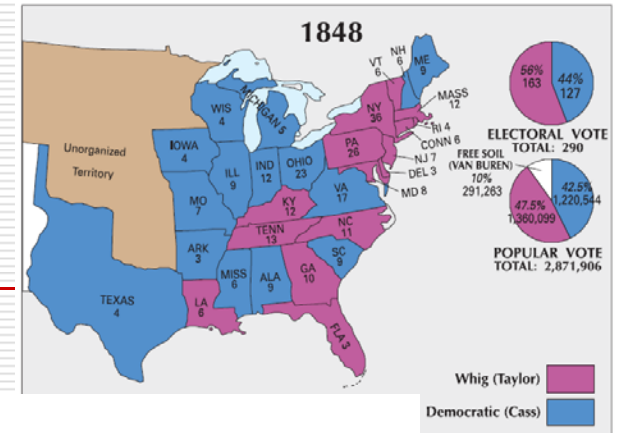 1848
NH
6
VT
6
ME
9
MASS
12
NY
36
RI 4
CONN 6
PA
26
NJ 7
DEL 3
MD 8
WIS
4
MICHIGAN 5
IOWA
4
Unorganized
Territory
ILL
9
IND
12
OHIO
23
MO
7
KY
12
VA
17
TENN
13
NC
11
ARK
3
SC
9
MISS
6
ALA
9
GA
10
TEXAS
4
LA
6
FLA 3
56%
163
44%
127
ELECTORAL VOTE
TOTAL: 290
FREE SOIL
(VAN BUREN)
10%
291,263
42.5%
1,220,544
47.5%
1,360,099
POPULAR VOTE
TOTAL: 2,871,906
Whig (Taylor)
Democratic (Cass)